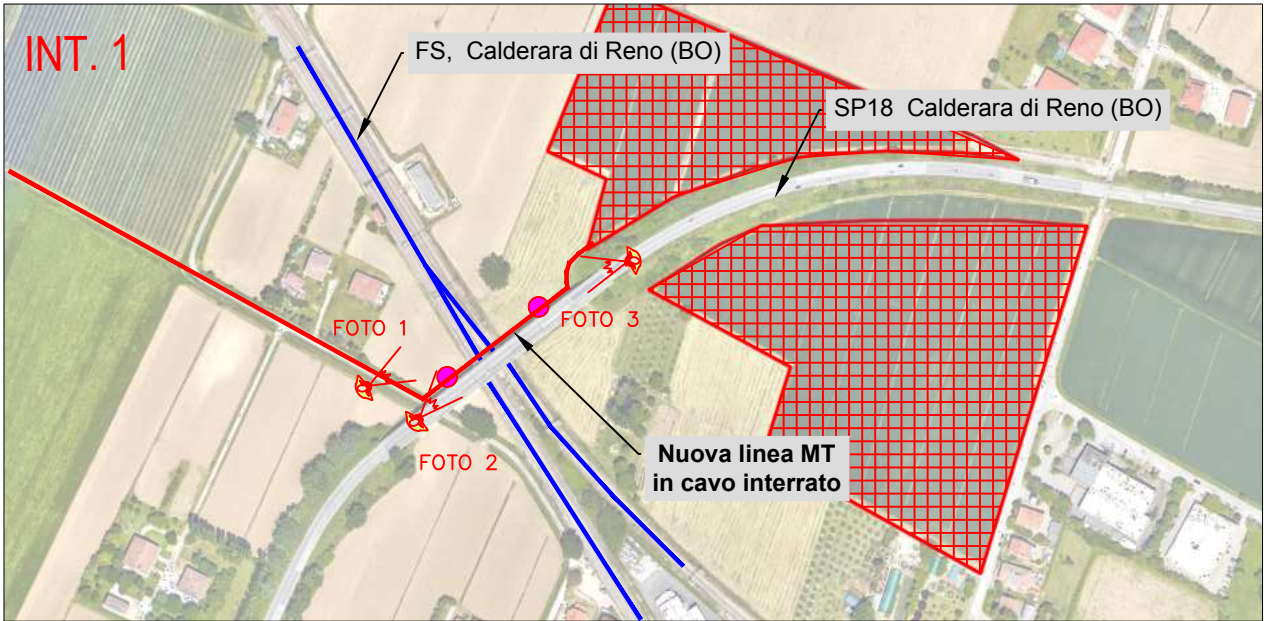 INT. 1
FS,  Calderara di Reno (BO)
SP18  Calderara di Reno (BO)
FOTO 1
FOTO 3
FOTO 2
Nuova linea MT
in cavo interrato